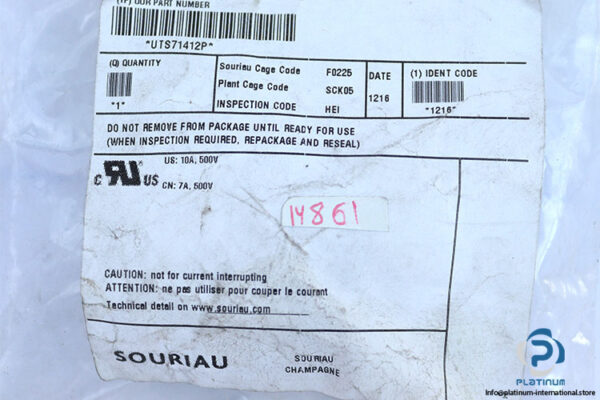 (1P) OUR PART NUMBER
*UTS71412P*
(Q) QUANTITY
*1*
Souriau Cage Code F0225
Plant Cage Code SCK05
INSPECTION CODE HEI
DATE
1216
(1) IDENT CODE
*1216*
DO NOT REMOVE FROM PACKAGE UNTIL READY FOR USE
(WHEN INSPECTION REQUIRED, REPACKAGE AND RESEAL)
c RU US
US: 10A, 500V
CN: 7A, 500V
14861
CAUTION: not for current interrupting
ATTENTION: ne pas utiliser pour couper le courant
Technical detail on www.souriau.com
SOURIAU
SOURIAU
CHAMPAGNE
PLATINUM
info@platinum-international.store